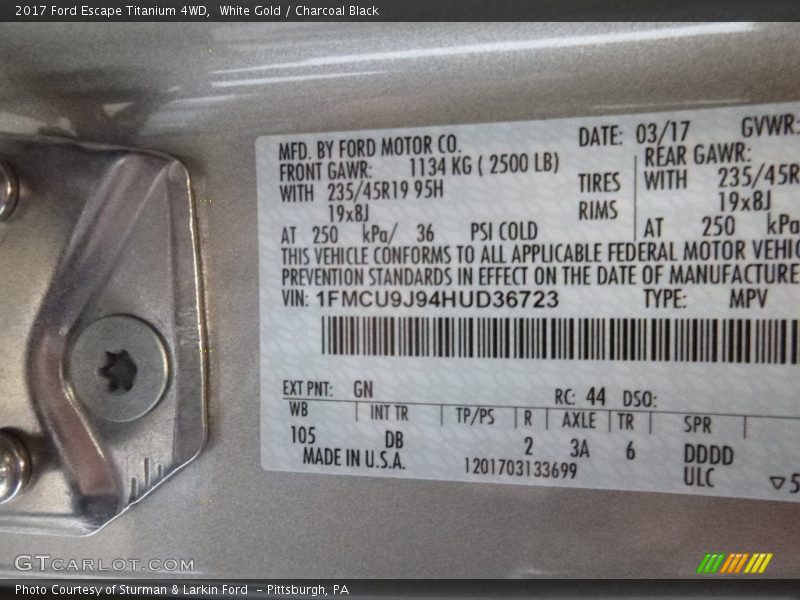 2017 Ford Escape Titanium 4WD,  White Gold / Charcoal Black
MFD. BY FORD MOTOR CO. DATE: 03/17 GVWR:
FRONT GAWR: 1134 KG ( 2500 LB) REAR GAWR:
WITH 235/45R19 95H TIRES WITH 235/45R
19x8J RIMS 19x8J
AT 250 kPa/ 36 PSI COLD AT 250 kPa
THIS VEHICLE CONFORMS TO ALL APPLICABLE FEDERAL MOTOR VEHIC
PREVENTION STANDARDS IN EFFECT ON THE DATE OF MANUFACTURE
VIN: 1FMCU9J94HUD36723 TYPE: MPV
EXT PNT: GN RC: 44 DSO:
WB INT TR TP/PS R AXLE TR SPR
105 DB 2 3A 6 DDDD
MADE IN U.S.A. 1201703133699 ULC ▽5
GTCARLOT.COM
Photo Courtesy of Sturman & Larkin Ford  - Pittsburgh, PA